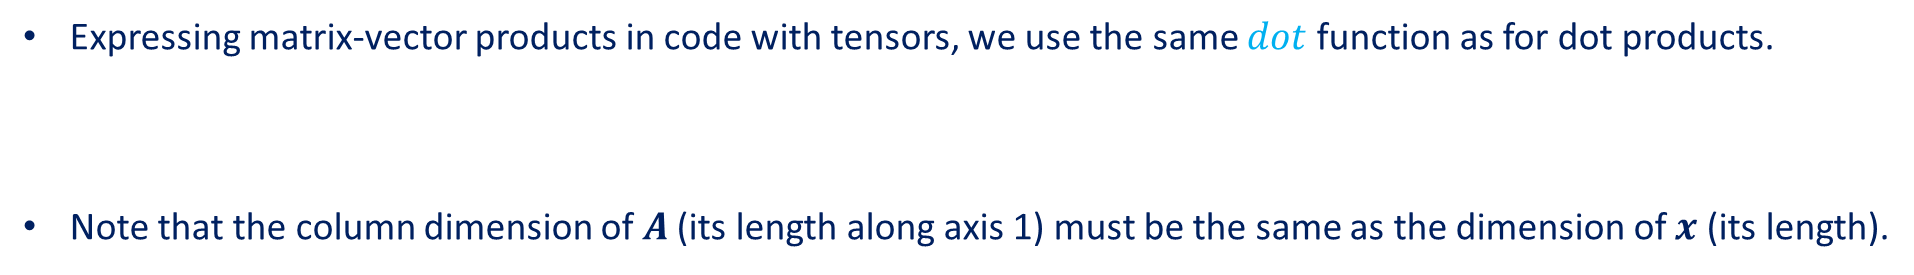 • Expressing matrix-vector products in code with tensors, we use the same dot function as for dot products.
• Note that the column dimension of A (its length along axis 1) must be the same as the dimension of x (its length).